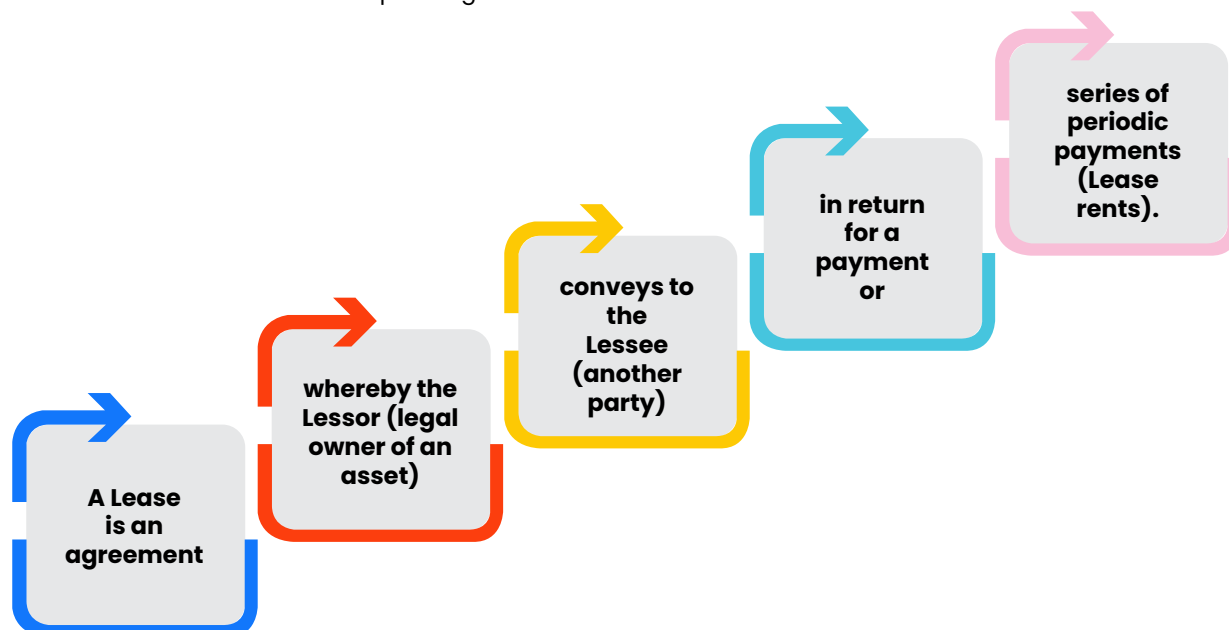 A Lease
is an
agreement
whereby the
Lessor (legal
owner of an
asset)
conveys to
the
Lessee
(another
party)
in return
for a
payment
or
series of
periodic
payments
(Lease
rents).